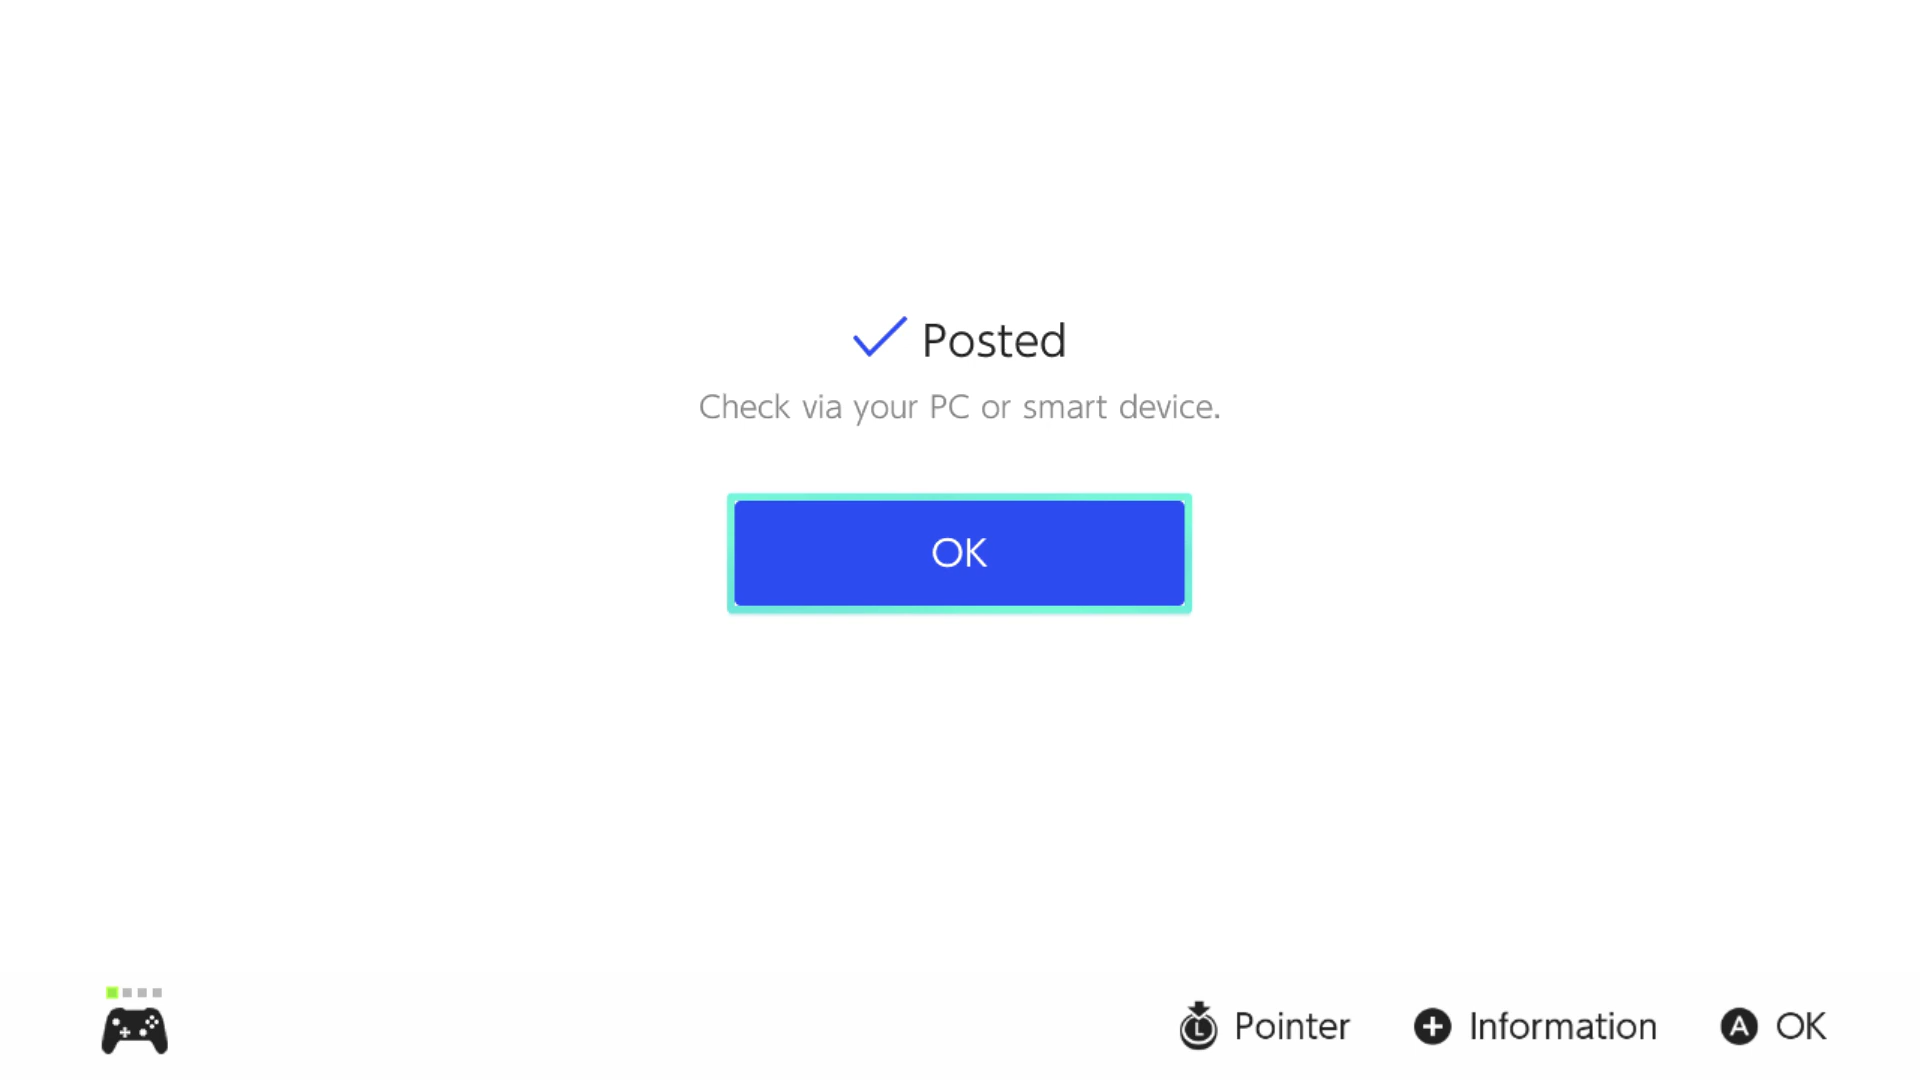 Posted
Check via your PC or smart device.
OK
L Pointer + Information A OK